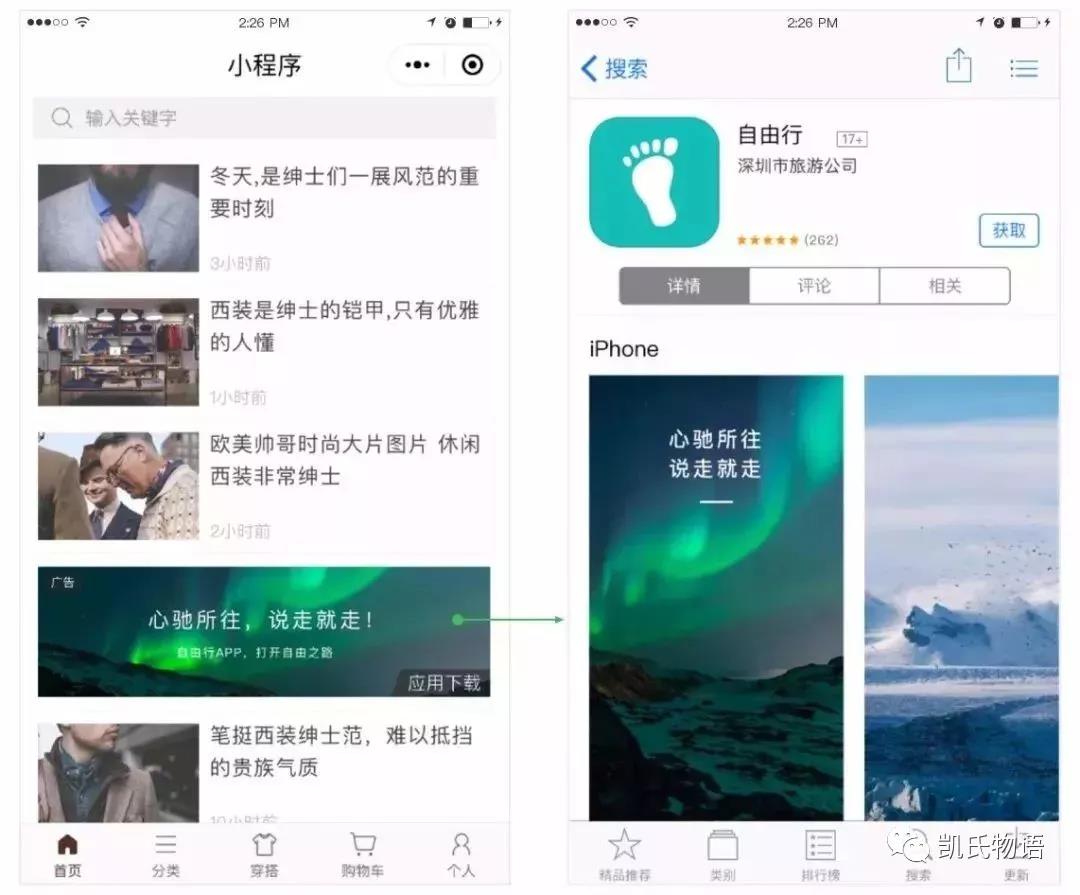 2:26 PM
小程序
输入关键字
冬天,是绅士们一展风范的重
要时刻
3小时前
西装是绅士的铠甲,只有优雅
的人懂
1小时前
欧美帅哥时尚大片图片 休闲
西装非常绅士
2小时前
广告
心驰所往，说走就走！
自由行APP，打开自由之路
应用下载
笔挺西装绅士范，难以抵挡
的贵族气质
10小时前
首页
分类
穿搭
购物车
个人
2:26 PM
搜索
自由行 17+
深圳市旅游公司
(262)
获取
详情
评论
相关
iPhone
心驰所往
说走就走
精品推荐
类别
排行榜
搜索
更新
凯氏物语